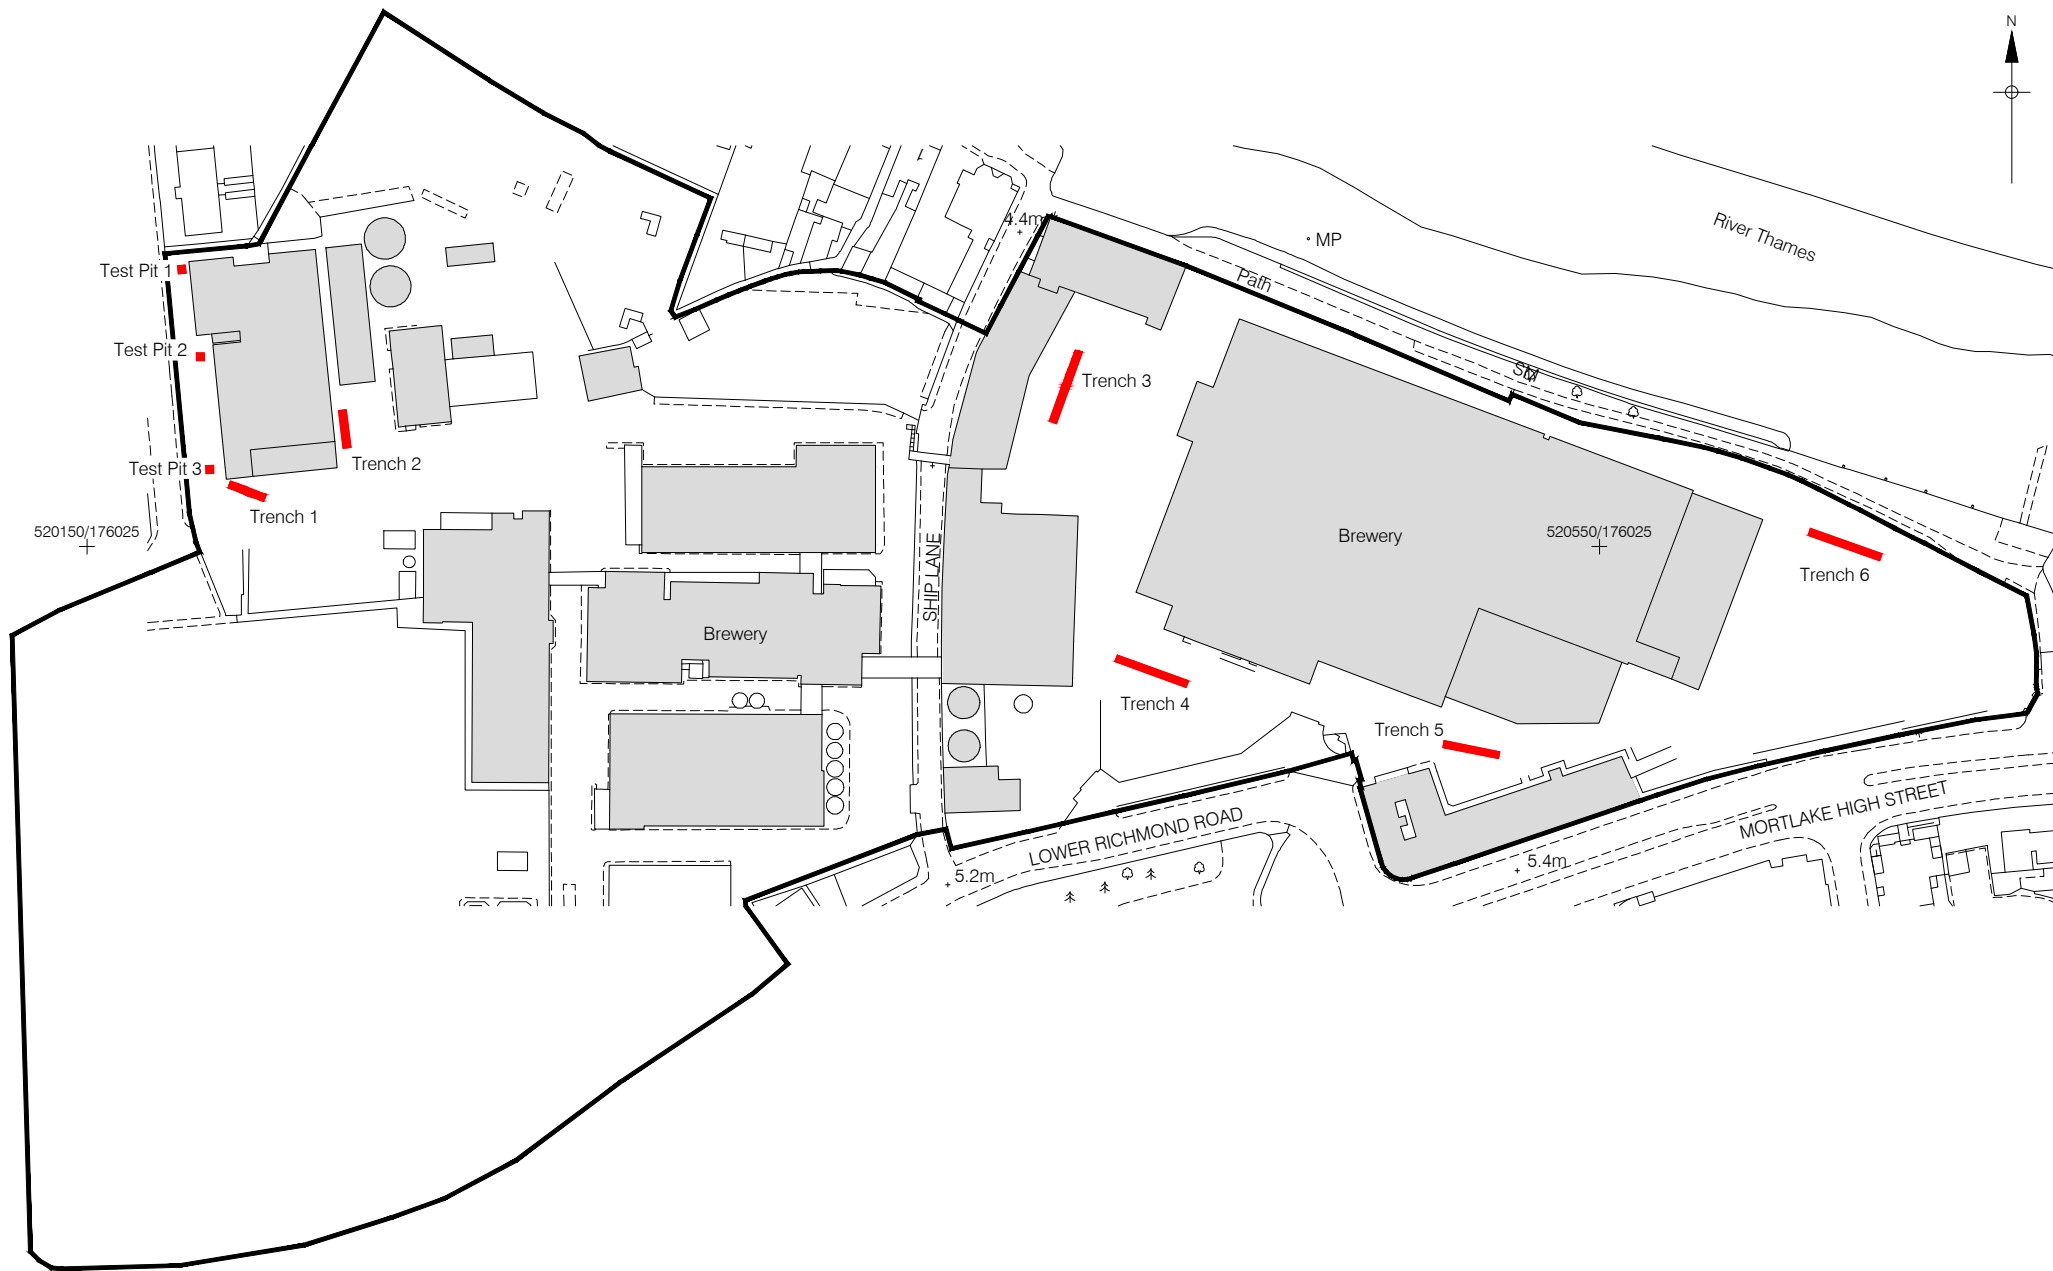 N
River Thames
4.4m
MP
Path
Test Pit 1
Test Pit 2
Trench 3
SM
Test Pit 3
Trench 2
Trench 1
520150/176025
520550/176025
Brewery
SHIP LANE
Trench 6
Brewery
Trench 4
Trench 5
MORTLAKE HIGH STREET
LOWER RICHMOND ROAD
5.4m
5.2m